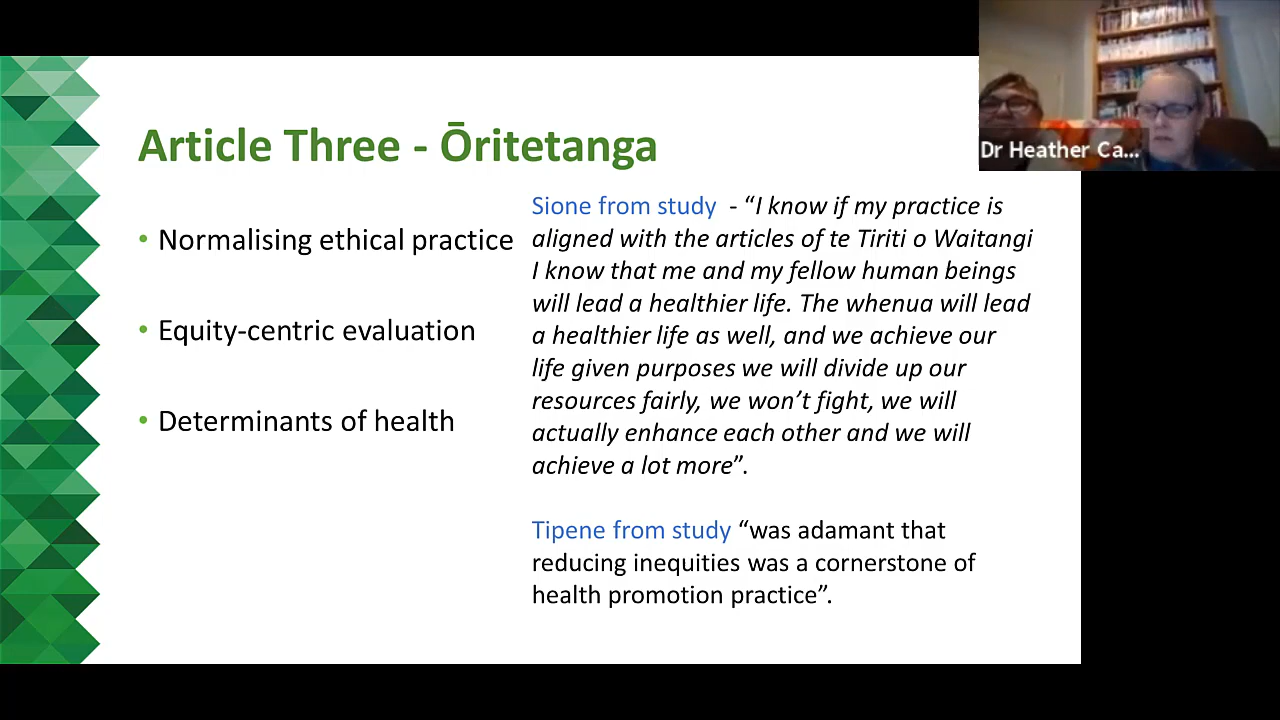 Article Three - Ōritetanga
• Normalising ethical practice
• Equity-centric evaluation
• Determinants of health
Sione from study - “I know if my practice is
aligned with the articles of te Tiriti o Waitangi
I know that me and my fellow human beings
will lead a healthier life. The whenua will lead
a healthier life as well, and we achieve our
life given purposes we will divide up our
resources fairly, we won’t fight, we will
actually enhance each other and we will
achieve a lot more”.
Tipene from study “was adamant that
reducing inequities was a cornerstone of
health promotion practice”.
Dr Heather Ca...